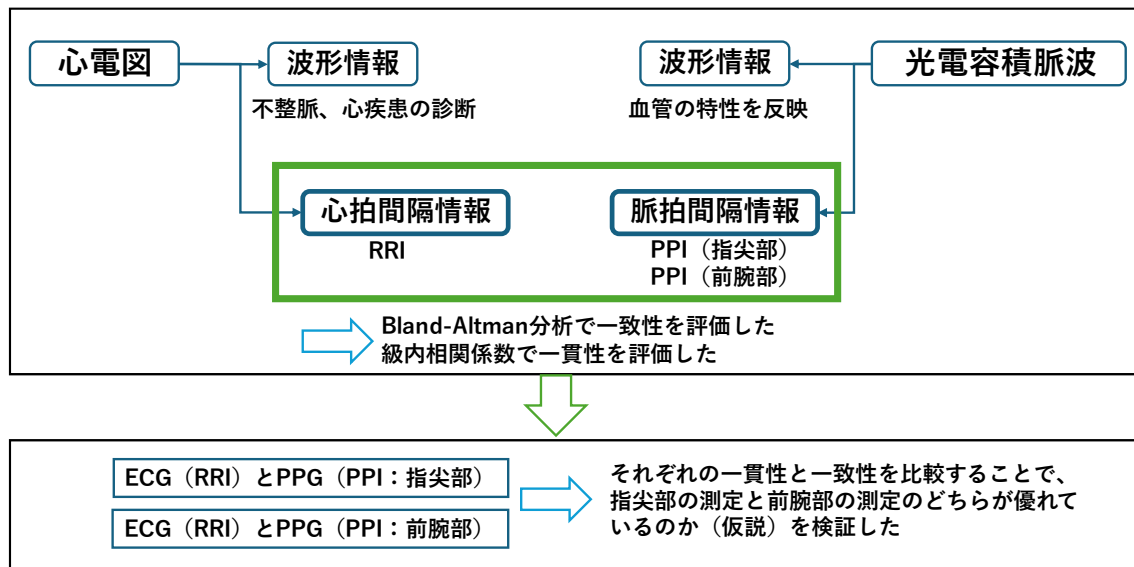 心電図
波形情報
波形情報
光電容積脈波
不整脈、心疾患の診断
血管の特性を反映
心拍間隔情報
脈拍間隔情報
RRI
PPI（指尖部）
PPI（前腕部）
Bland-Altman分析で一致性を評価した
級内相関係数で一貫性を評価した
ECG（RRI）とPPG（PPI：指尖部）
ECG（RRI）とPPG（PPI：前腕部）
それぞれの一貫性と一致性を比較することで、
指尖部の測定と前腕部の測定のどちらが優れて
いるのか（仮説）を検証した